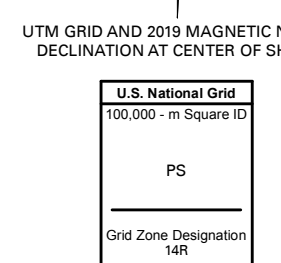 UTM GRID AND 2019 MAGNETIC
DECLINATION AT CENTER OF
U.S. National Grid
100,000 - m Square ID
PS
Grid Zone Designation
14R